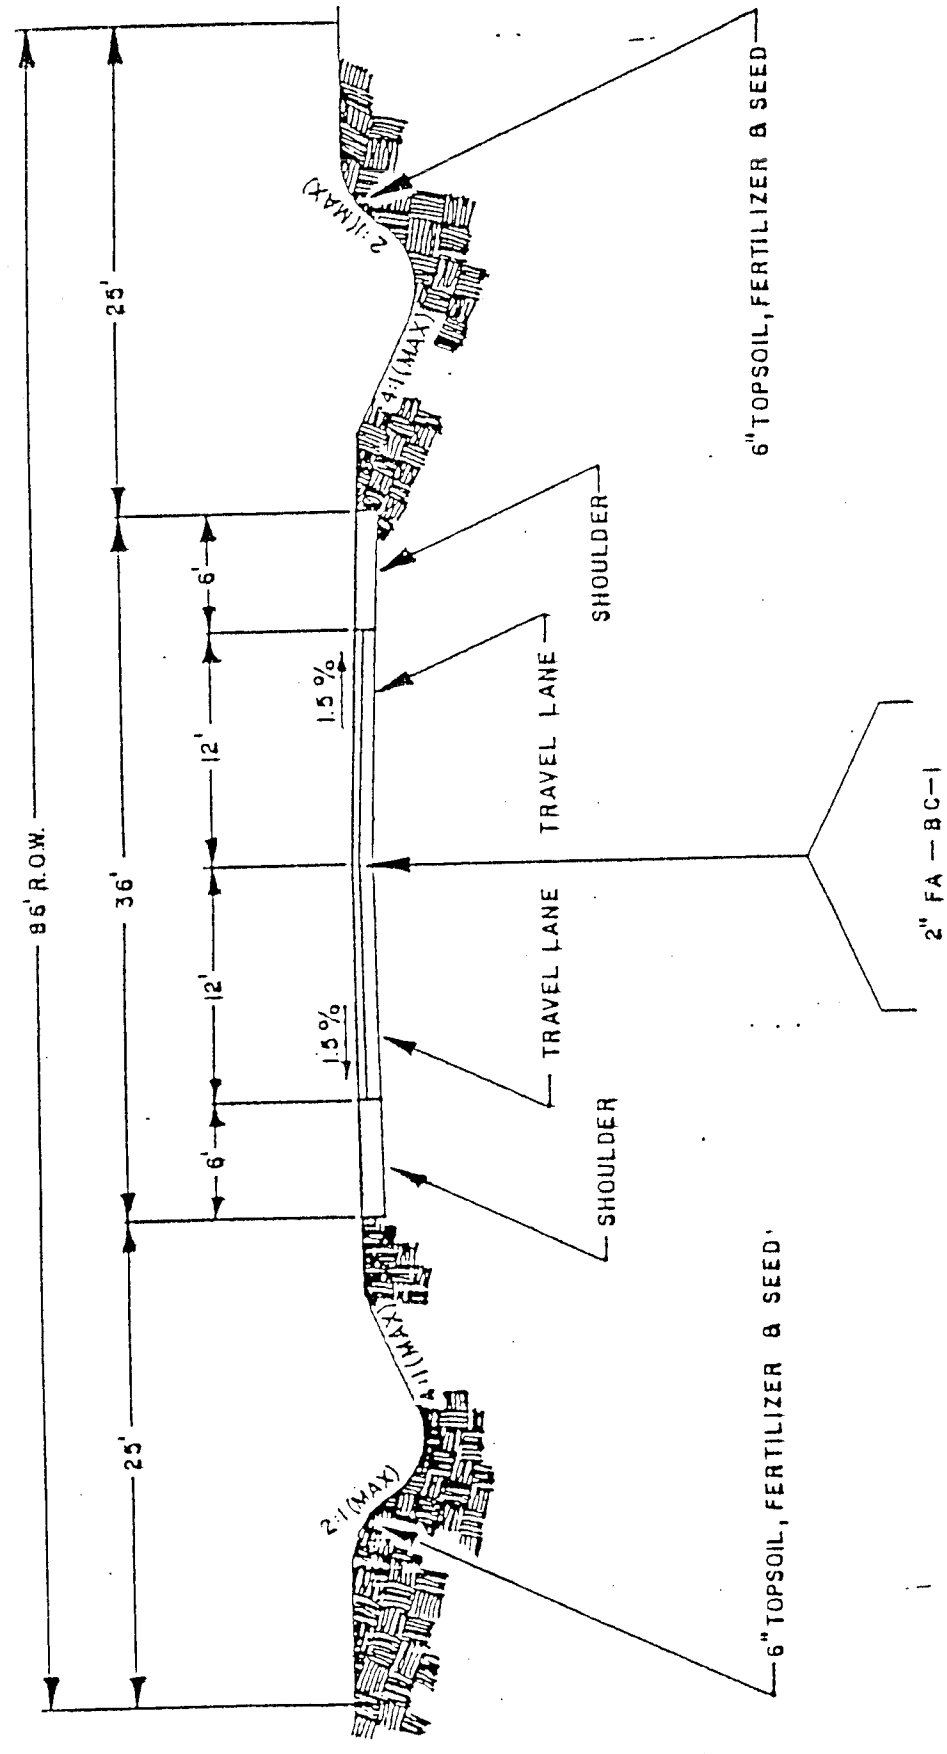 86' R.O.W.
25'
36'
25'
6'
12'
12'
6'
1.5 %
1.5 %
2:1 (MAX)
4:1 (MAX)
4:1 (MAX)
2:1 (MAX)
SHOULDER
TRAVEL LANE
TRAVEL LANE
SHOULDER
6" TOPSOIL, FERTILIZER & SEED
6" TOPSOIL, FERTILIZER & SEED
2" FA — BC-1